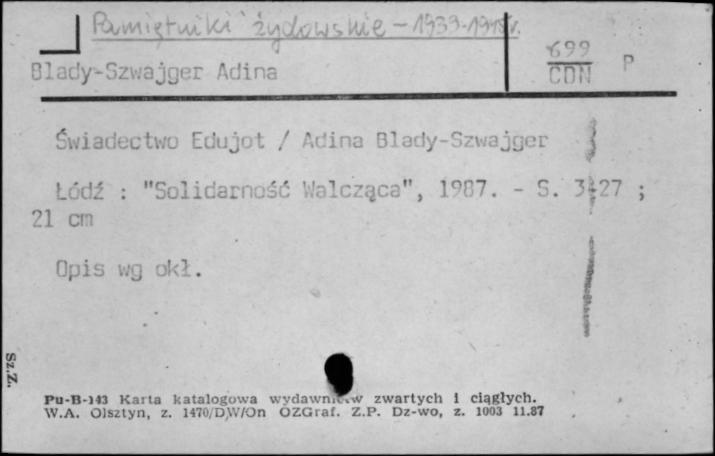 Pamiętniki żydowskie – 1939-1945 r.
699
CDN P
Blady-Szwajger Adina
Świadectwo Edujot / Adina Blady-Szwajger
Łódź : "Solidarność Walcząca", 1987. - S. 3-27 ;
21 cm
Opis wg okł.
Sz.Z.
Pu-B-143 Karta katalogowa wydawnictw zwartych i ciągłych.
W.A. Olsztyn, z. 1470/D,W/On OZGraf. Z.P. Dz-wo, z. 1003 11.87